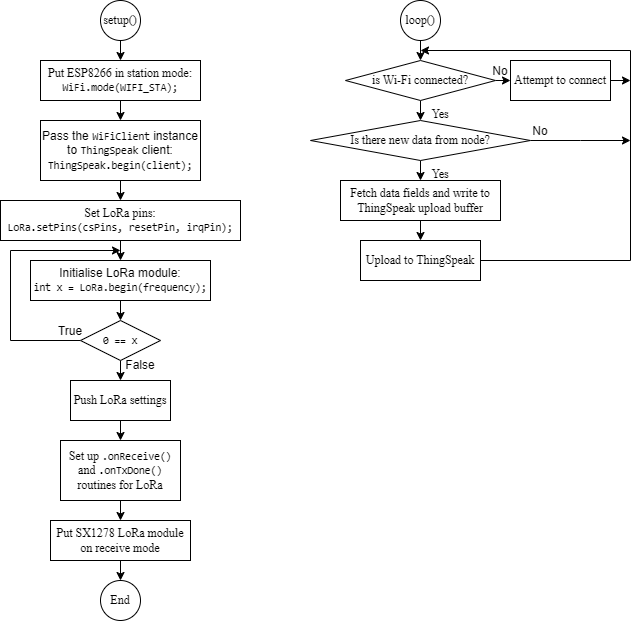 setup()
Put ESP8266 in station mode:
WiFi.mode(WIFI_STA);
Pass the WiFiClient instance
to ThingSpeak client:
ThingSpeak.begin(client);
Set LoRa pins:
LoRa.setPins(csPins, resetPin, irqPin);
Initialise LoRa module:
int x = LoRa.begin(frequency);
True
0 == x
False
Push LoRa settings
Set up .onReceive()
and .onTxDone()
routines for LoRa
Put SX1278 LoRa module
on receive mode
End
loop()
is Wi-Fi connected?
No
Attempt to connect
Yes
Is there new data from node?
No
Yes
Fetch data fields and write to
ThingSpeak upload buffer
Upload to ThingSpeak